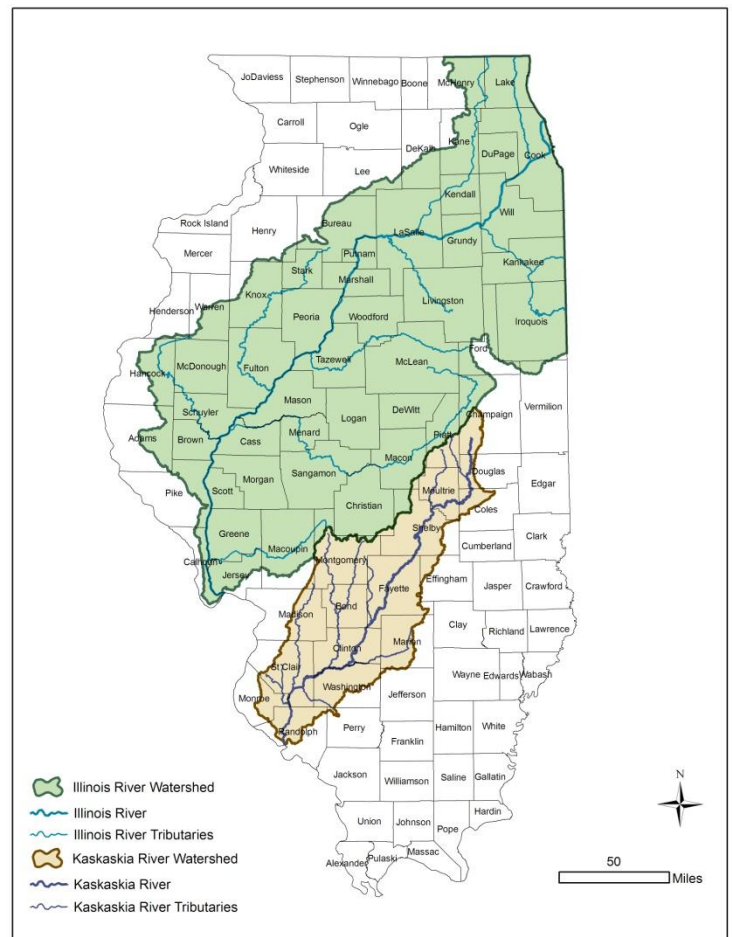 JoDaviess
Stephenson
Winnebago
Boone
McHenry
Lake
Carroll
Ogle
DeKalb
Kane
DuPage
Cook
Whiteside
Lee
Kendall
Will
Rock Island
Henry
Bureau
LaSalle
Grundy
Mercer
Putnam
Kankakee
Stark
Marshall
Knox
Henderson
Warren
Peoria
Woodford
Livingston
Iroquois
Ford
Hancock
McDonough
Fulton
Tazewell
McLean
Mason
Schuyler
Logan
DeWitt
Champaign
Vermilion
Adams
Brown
Cass
Menard
Piatt
Macon
Sangamon
Douglas
Pike
Scott
Morgan
Moultrie
Edgar
Christian
Coles
Shelby
Greene
Macoupin
Cumberland
Clark
Calhoun
Jersey
Montgomery
Fayette
Effingham
Jasper
Crawford
Madison
Bond
Clay
Richland
Lawrence
Marion
Clinton
St Clair
Wayne
Edwards
Wabash
Washington
Monroe
Jefferson
Randolph
Perry
Hamilton
White
Franklin
Jackson
Williamson
Saline
Gallatin
Hardin
Union
Johnson
Pope
Massac
Alexander
Pulaski
Illinois River Watershed
Illinois River
Illinois River Tributaries
Kaskaskia River Watershed
Kaskaskia River
Kaskaskia River Tributaries
N
50
Miles